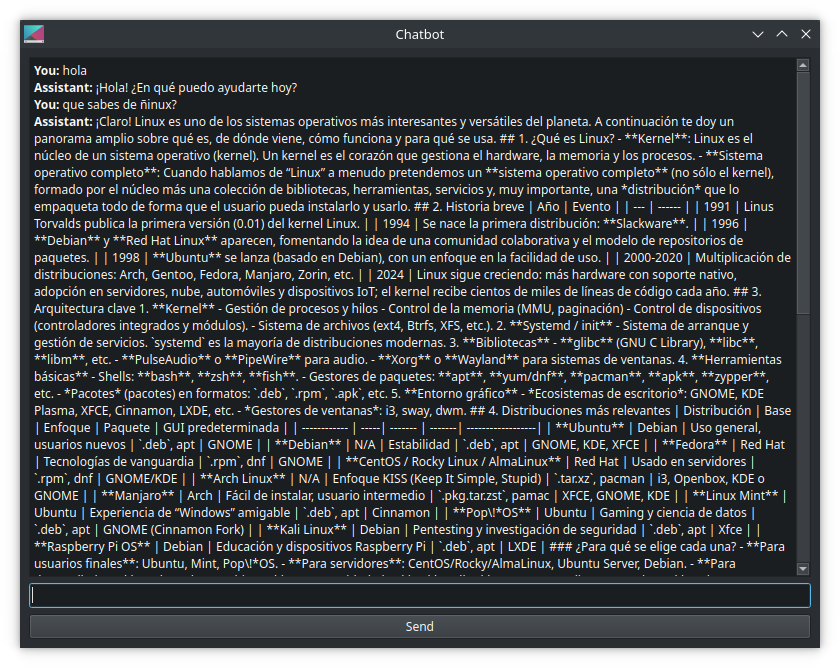 Chatbot
You: hola
Assistant: ¡Hola! ¿En qué puedo ayudarte hoy?
You: que sabes de ñinux?
Assistant: ¡Claro! Linux es uno de los sistemas operativos más interesantes y versátiles del planeta. A continuación te doy un
panorama amplio sobre qué es, de dónde viene, cómo funciona y para qué se usa. ## 1. ¿Qué es Linux? - **Kernel**: Linux es el
núcleo de un sistema operativo (kernel). Un kernel es el corazón que gestiona el hardware, la memoria y los procesos. - **Sistema
operativo completo**: Cuando hablamos de “Linux” a menudo pretendemos un **sistema operativo completo** (no sólo el kernel),
formado por el núcleo más una colección de bibliotecas, herramientas, servicios y, muy importante, una *distribución* que lo
empaqueta todo de forma que el usuario pueda instalarlo y usarlo. ## 2. Historia breve | Año | Evento | | --- | ------ | | 1991 | Linus
Torvalds publica la primera versión (0.01) del kernel Linux. | | 1994 | Se nace la primera distribución: **Slackware**. | | 1996 |
**Debian** y **Red Hat Linux** aparecen, fomentando la idea de una comunidad colaborativa y el modelo de repositorios de
paquetes. | | 1998 | **Ubuntu** se lanza (basado en Debian), con un enfoque en la facilidad de uso. | | 2000-2020 | Multiplicación de
distribuciones: Arch, Gentoo, Fedora, Manjaro, Zorin, etc. | | 2024 | Linux sigue creciendo: más hardware con soporte nativo,
adopción en servidores, nube, automóviles y dispositivos IoT; el kernel recibe cientos de miles de líneas de código cada año. ## 3.
Arquitectura clave 1. **Kernel** - Gestión de procesos y hilos - Control de la memoria (MMU, paginación) - Control de dispositivos
(controladores integrados y módulos). - Sistema de archivos (ext4, Btrfs, XFS, etc.). 2. **Systemd / init** - Sistema de arranque y
gestión de servicios. `systemd` es la mayoría de distribuciones modernas. 3. **Bibliotecas** - **glibc** (GNU C Library), **libc**,
**libm**, etc. - **PulseAudio** o **PipeWire** para audio. - **Xorg** o **Wayland** para sistemas de ventanas. 4. **Herramientas
básicas** - Shells: **bash**, **zsh**, **fish**. - Gestores de paquetes: **apt**, **yum/dnf**, **pacman**, **apk**, **zypper**,
etc. - *Pacotes* (pacotes) en formatos: `.deb`, `.rpm`, `.apk`, etc. 5. **Entorno gráfico** - *Ecosistemas de escritorio*: GNOME, KDE
Plasma, XFCE, Cinnamon, LXDE, etc. - *Gestores de ventanas*: i3, sway, dwm. ## 4. Distribuciones más relevantes | Distribución | Base
| Enfoque | Paquete | GUI predeterminada | | ------------ | -----| ------- | -------| -----------------| | **Ubuntu** | Debian | Uso general,
usuarios nuevos | `.deb`, apt | GNOME | | **Debian** | N/A | Estabilidad | `.deb`, apt | GNOME, KDE, XFCE | | **Fedora** | Red Hat
| Tecnologías de vanguardia | `.rpm`, dnf | GNOME | | **CentOS / Rocky Linux / AlmaLinux** | Red Hat | Usado en servidores |
`.rpm`, dnf | GNOME/KDE | | **Arch Linux** | N/A | Enfoque KISS (Keep It Simple, Stupid) | `.tar.xz`, pacman | i3, Openbox, KDE o
GNOME | | **Manjaro** | Arch | Fácil de instalar, usuario intermedio | `.pkg.tar.zst`, pamac | XFCE, GNOME, KDE | | **Linux Mint** |
Ubuntu | Experiencia de “Windows” amigable | `.deb`, apt | Cinnamon | | **Pop\!*OS** | Ubuntu | Gaming y ciencia de datos |
`.deb`, apt | GNOME (Cinnamon Fork) | | **Kali Linux** | Debian | Pentesting y investigación de seguridad | `.deb`, apt | Xfce | |
**Raspberry Pi OS** | Debian | Educación y dispositivos Raspberry Pi | `.deb`, apt | LXDE | ### ¿Para qué se elige cada una? - **Para
usuarios finales**: Ubuntu, Mint, Pop\!*OS. - **Para servidores**: CentOS/Rocky/AlmaLinux, Ubuntu Server, Debian. - **Para
Send